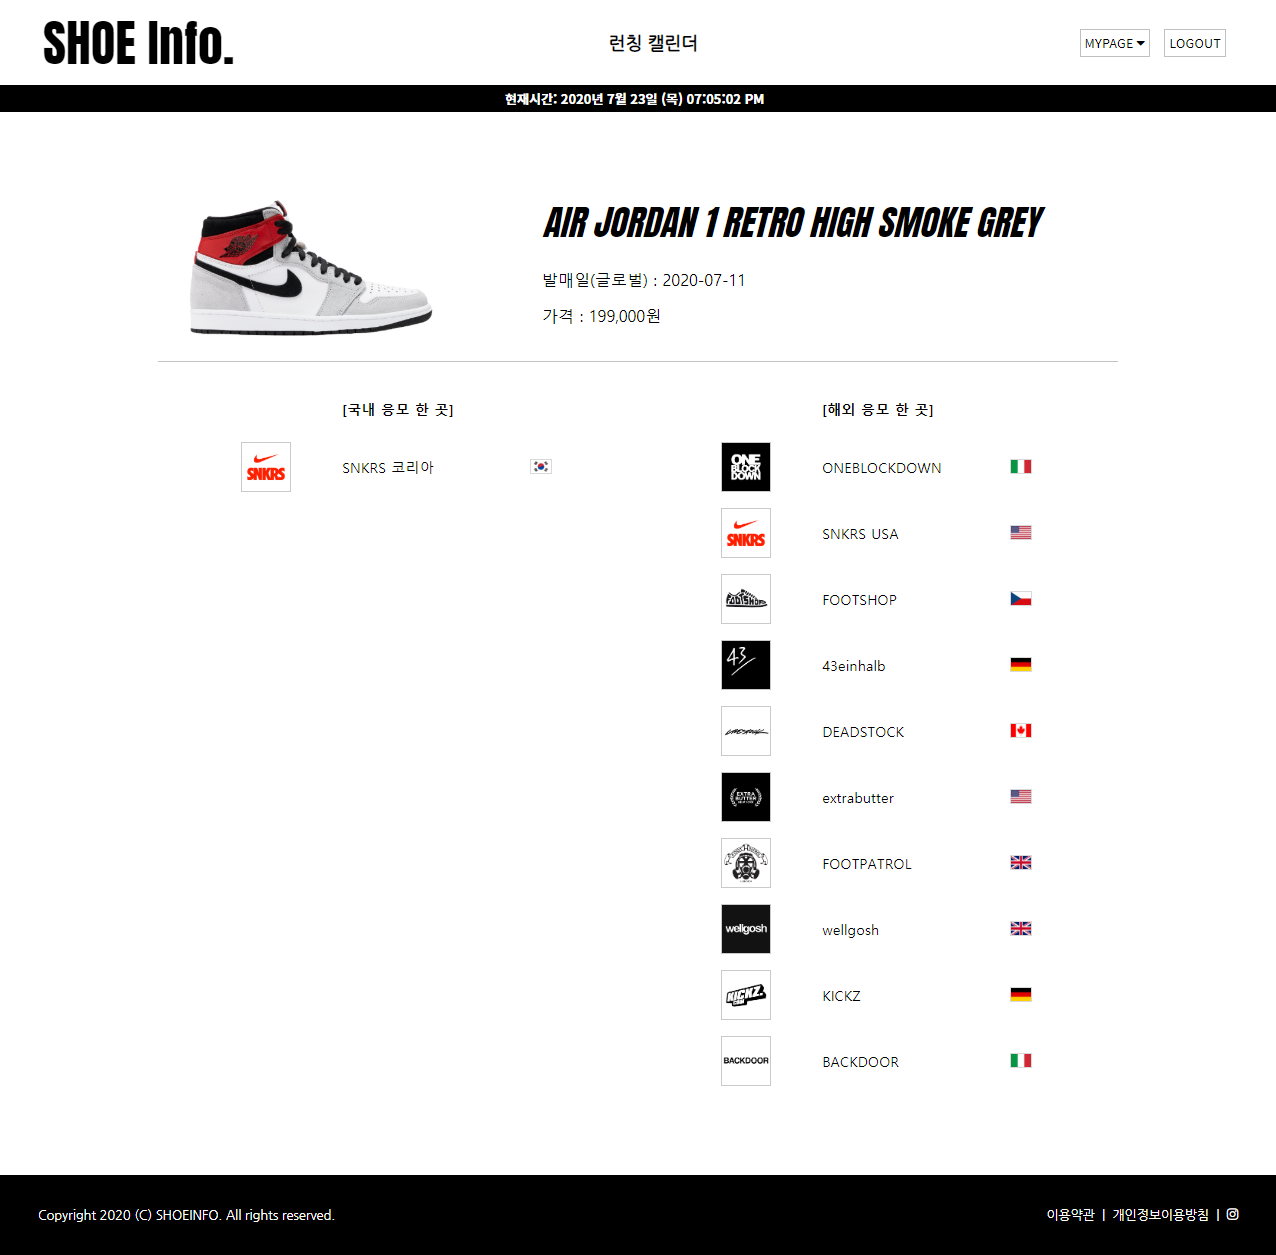 SHOE Info.
런칭 캘린더
MYPAGE
LOGOUT
현재시간: 2020년 7월 23일 (목) 07:05:02 PM
AIR JORDAN 1 RETRO HIGH SMOKE GREY
발매일(글로벌) : 2020-07-11
가격 : 199,000원
[국내 응모 한 곳]
SNKRS
SNKRS 코리아
[해외 응모 한 곳]
ONE
BLOCK
DOWN
ONEBLOCKDOWN
SNKRS
SNKRS USA
FOOTSHOP
FOOTSHOP
43
43einhalb
DEADSTOCK
EXTRA
BUTTER
extrabutter
FOOTPATROL
wellgosh
wellgosh
KICKZ.
COM
KICKZ
BACKDOOR
BACKDOOR
Copyright 2020 (C) SHOEINFO. All rights reserved.
이용약관 | 개인정보이용방침 |